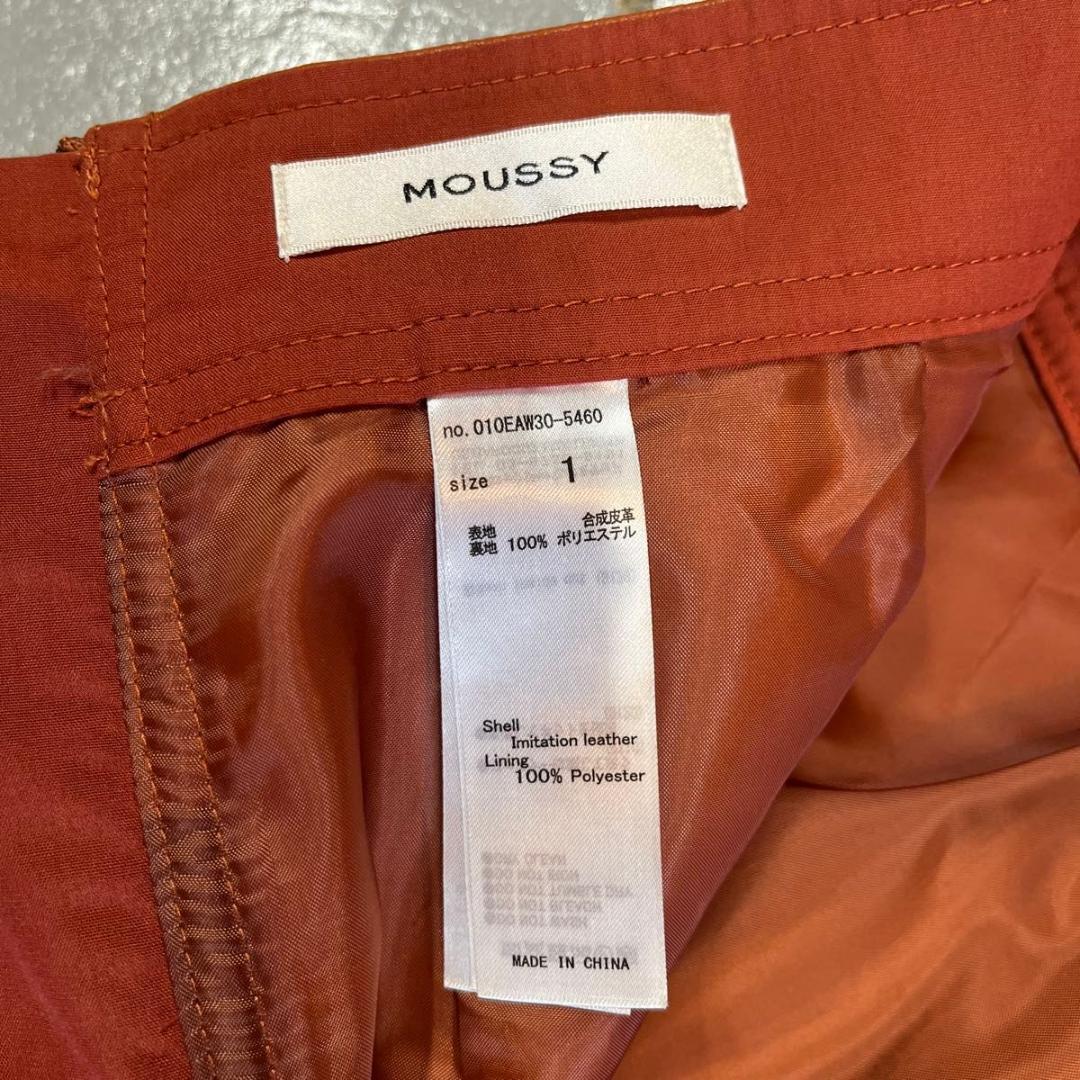 MOUSSY
no. 010EAW30-5460
size 1
表地 合成皮革
裏地 100% ポリエステル
Shell
Imitation leather
Lining
100% Polyester
MADE IN CHINA